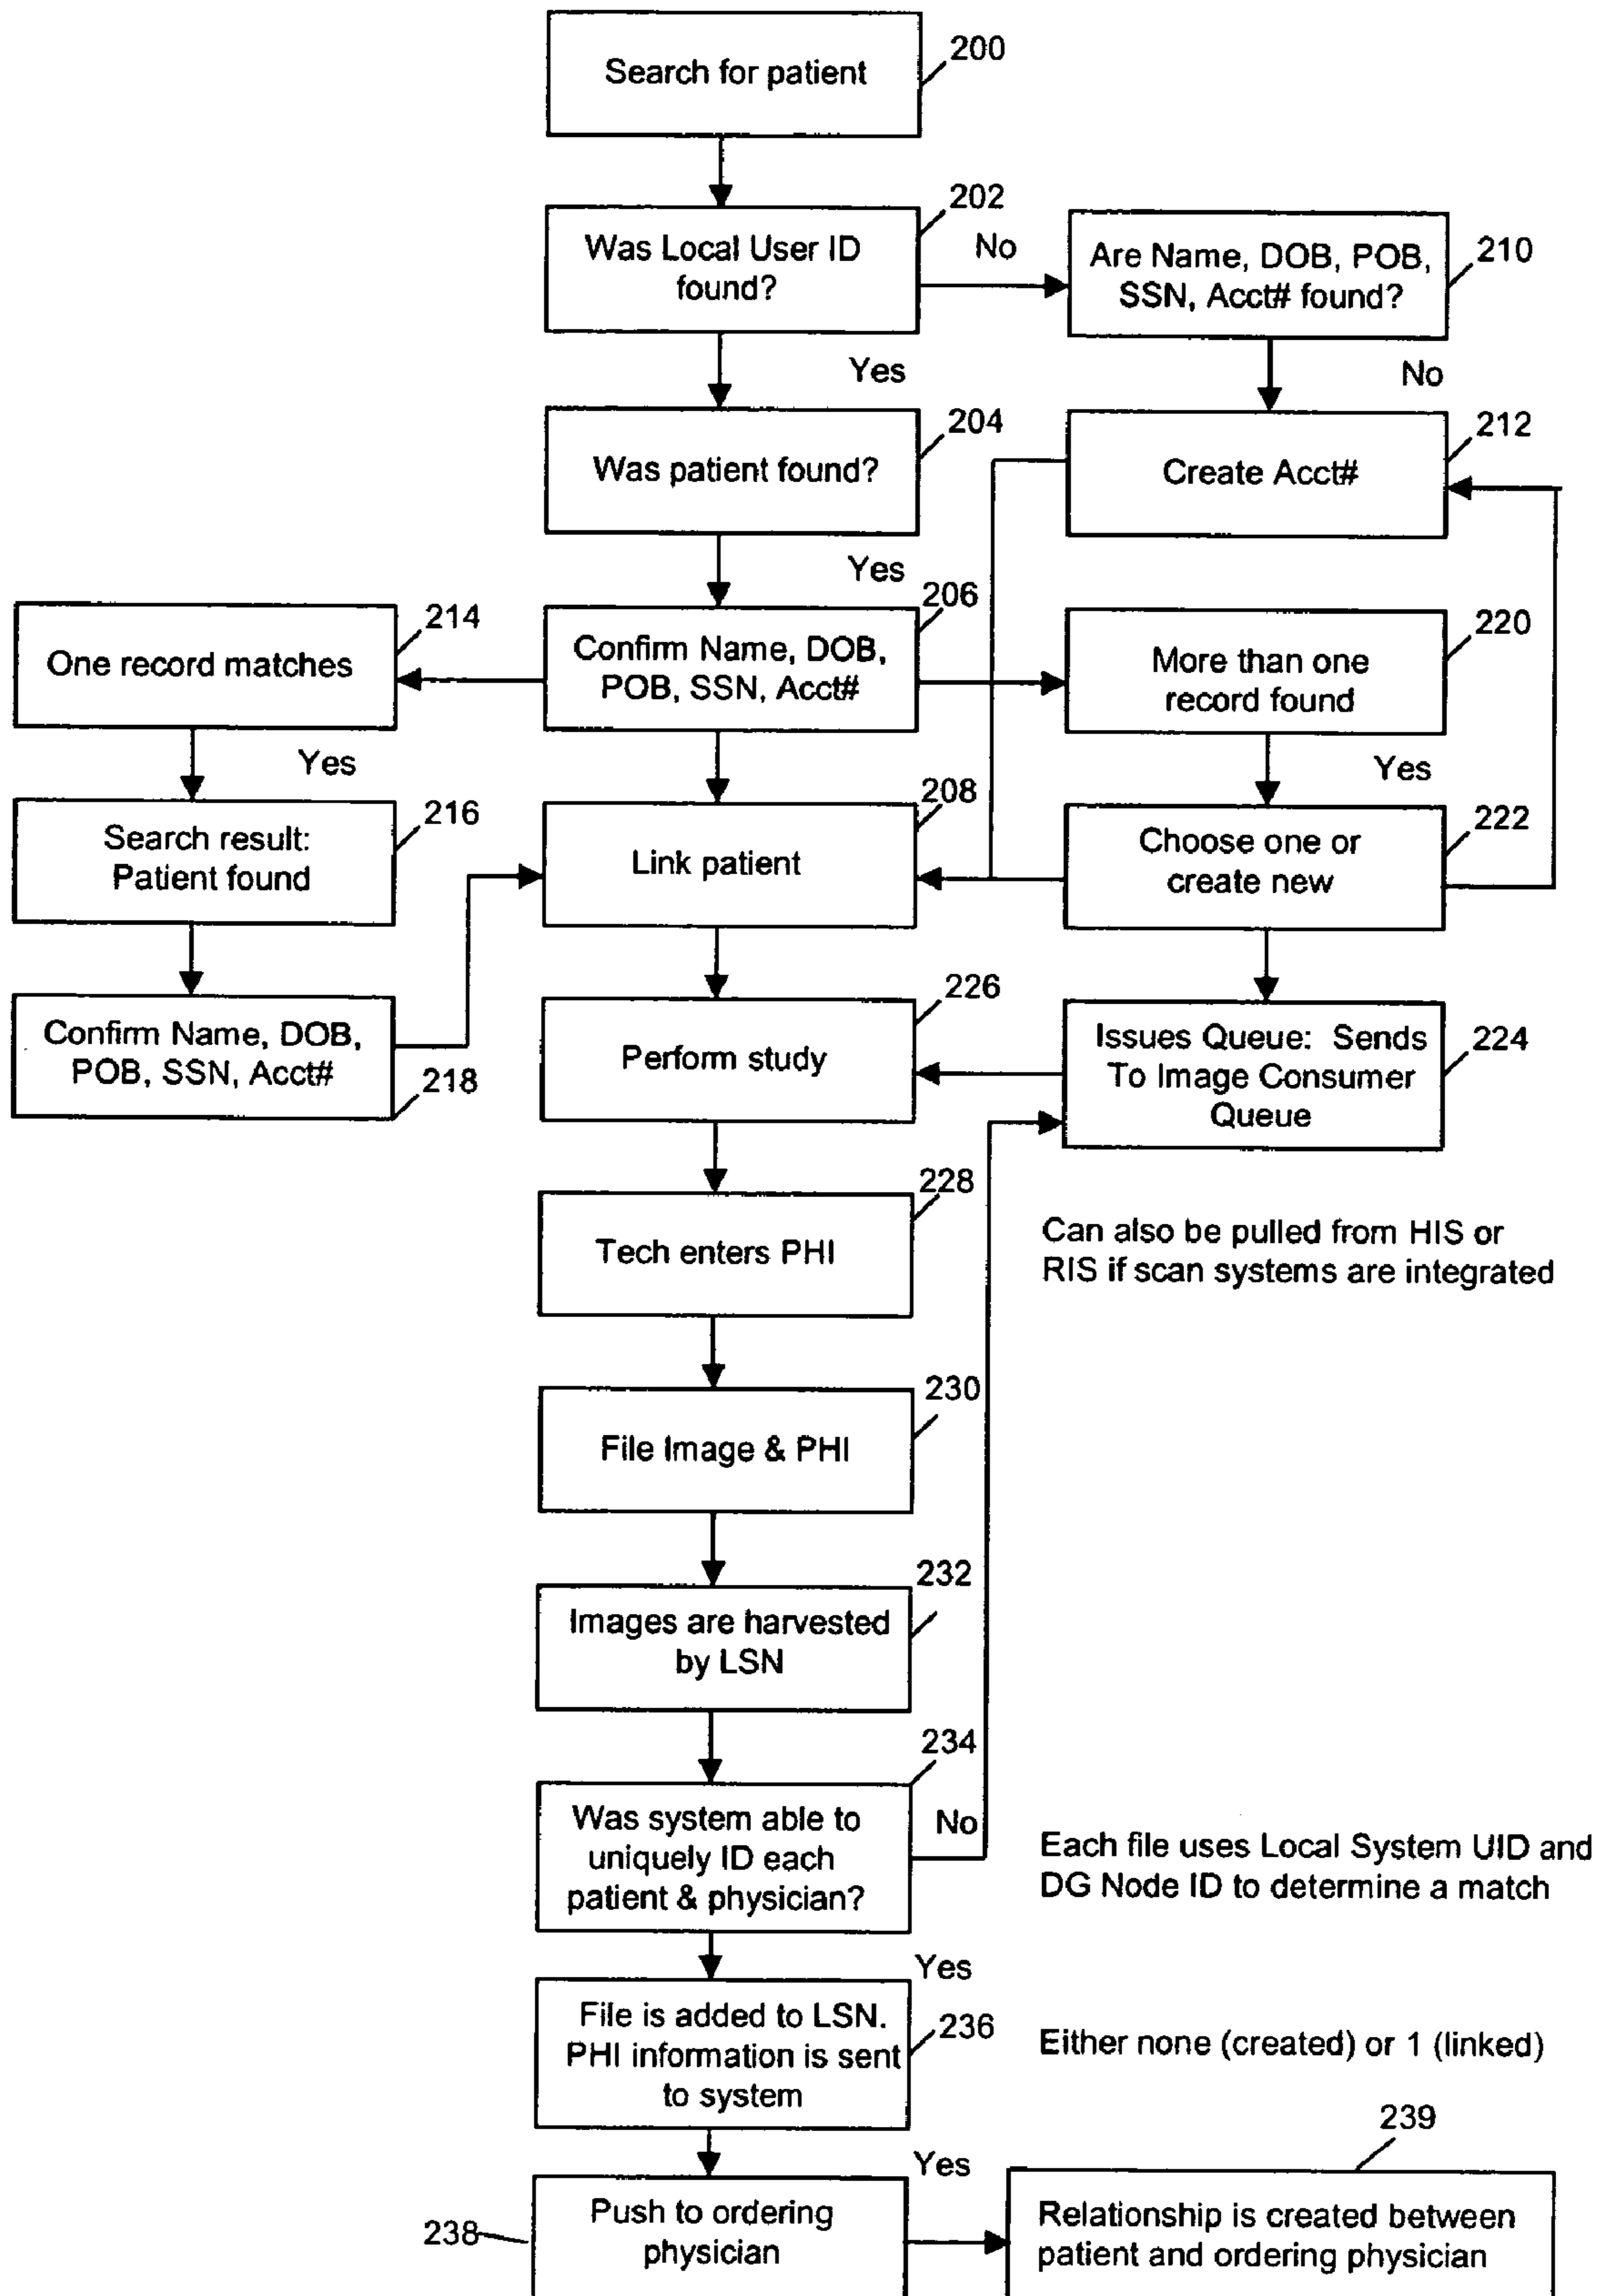 Search for patient
200
Was Local User ID
found?
202
No
Are Name, DOB, POB,
SSN, Acct# found?
210
Yes
No
Was patient found?
204
Create Acct#
212
Yes
One record matches
214
Confirm Name, DOB,
POB, SSN, Acct#
206
More than one
record found
220
Yes
Yes
Search result:
Patient found
216
Link patient
208
Choose one or
create new
222
Confirm Name, DOB,
POB, SSN, Acct#
218
Perform study
226
Issues Queue: Sends
To Image Consumer
Queue
224
Tech enters PHI
228
Can also be pulled from HIS or
RIS if scan systems are integrated
File Image & PHI
230
Images are harvested
by LSN
232
Was system able to
uniquely ID each
patient & physician?
234
No
Each file uses Local System UID and
DG Node ID to determine a match
Yes
File is added to LSN.
PHI information is sent
to system
236
Either none (created) or 1 (linked)
Yes
Push to ordering
physician
238
239
Relationship is created between
patient and ordering physician